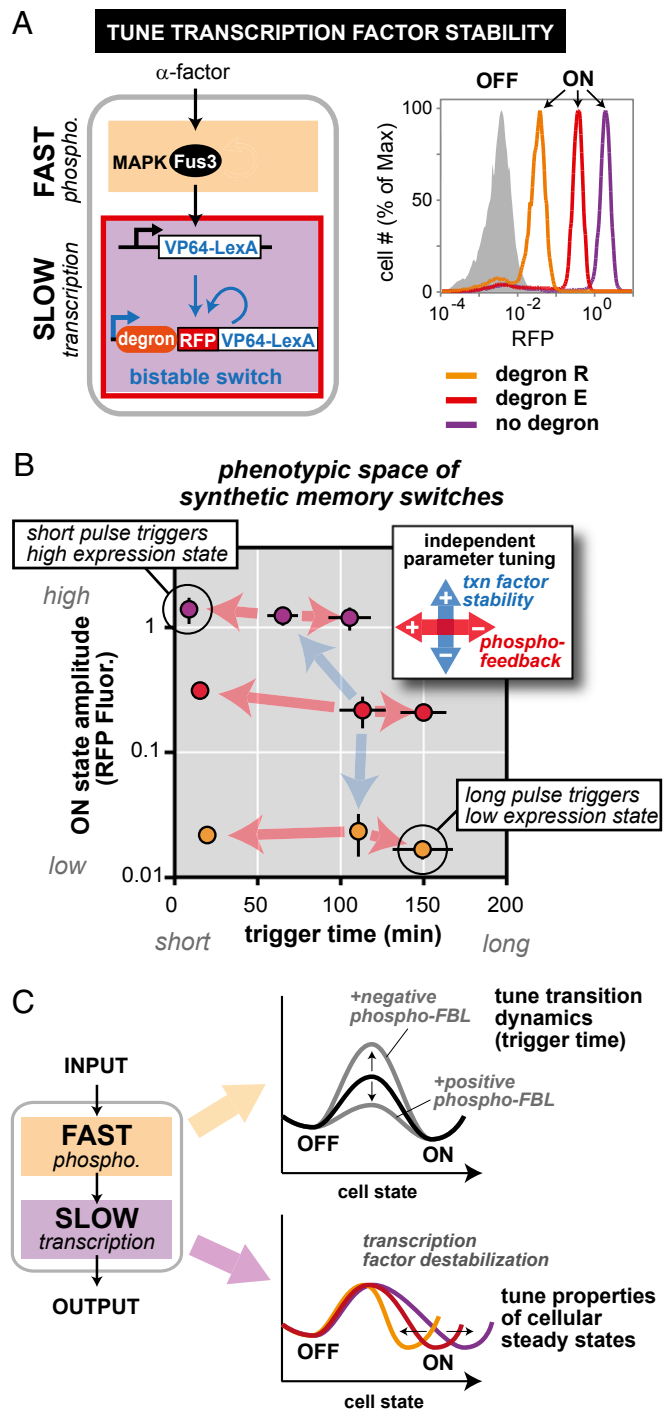 A
TUNE TRANSCRIPTION FACTOR STABILITY
α-factor
FAST
phospho.
MAPK Fus3
SLOW
transcription
VP64-LexA
degron RFP VP64-LexA
bistable switch
OFF ON
cell # (% of Max)
100
50
0
10⁻⁴ 10⁻² 10⁰
RFP
degron R
degron E
no degron
B
phenotypic space of
synthetic memory switches
short pulse triggers
high expression state
independent
parameter tuning
+ txn factor
stability
+ −
−
phospho-
feedback
high
1
0.1
0.01
low
ON state amplitude
(RFP Fluor.)
long pulse triggers
low expression state
0 50 100 150 200
short trigger time (min) long
C
INPUT
FAST
phospho.
SLOW
transcription
OUTPUT
+negative
phospho-FBL
+positive
phospho-FBL
OFF
ON
cell state
tune transition
dynamics
(trigger time)
transcription
factor destabilization
OFF ON
cell state
tune properties
of cellular
steady states